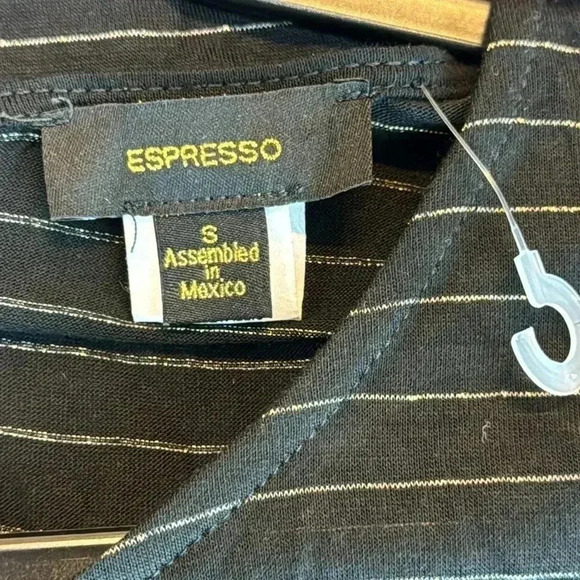 ESPRESSO
S
Assembled
in
Mexico